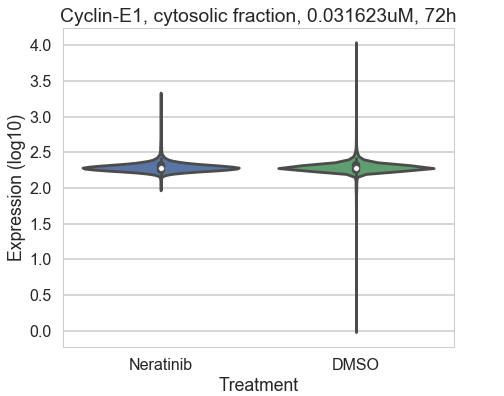 Cyclin-E1, cytosolic fraction, 0.031623uM, 72h
Expression (log10)
4.0
3.5
3.0
2.5
2.0
1.5
1.0
0.5
0.0
Neratinib DMSO
Treatment